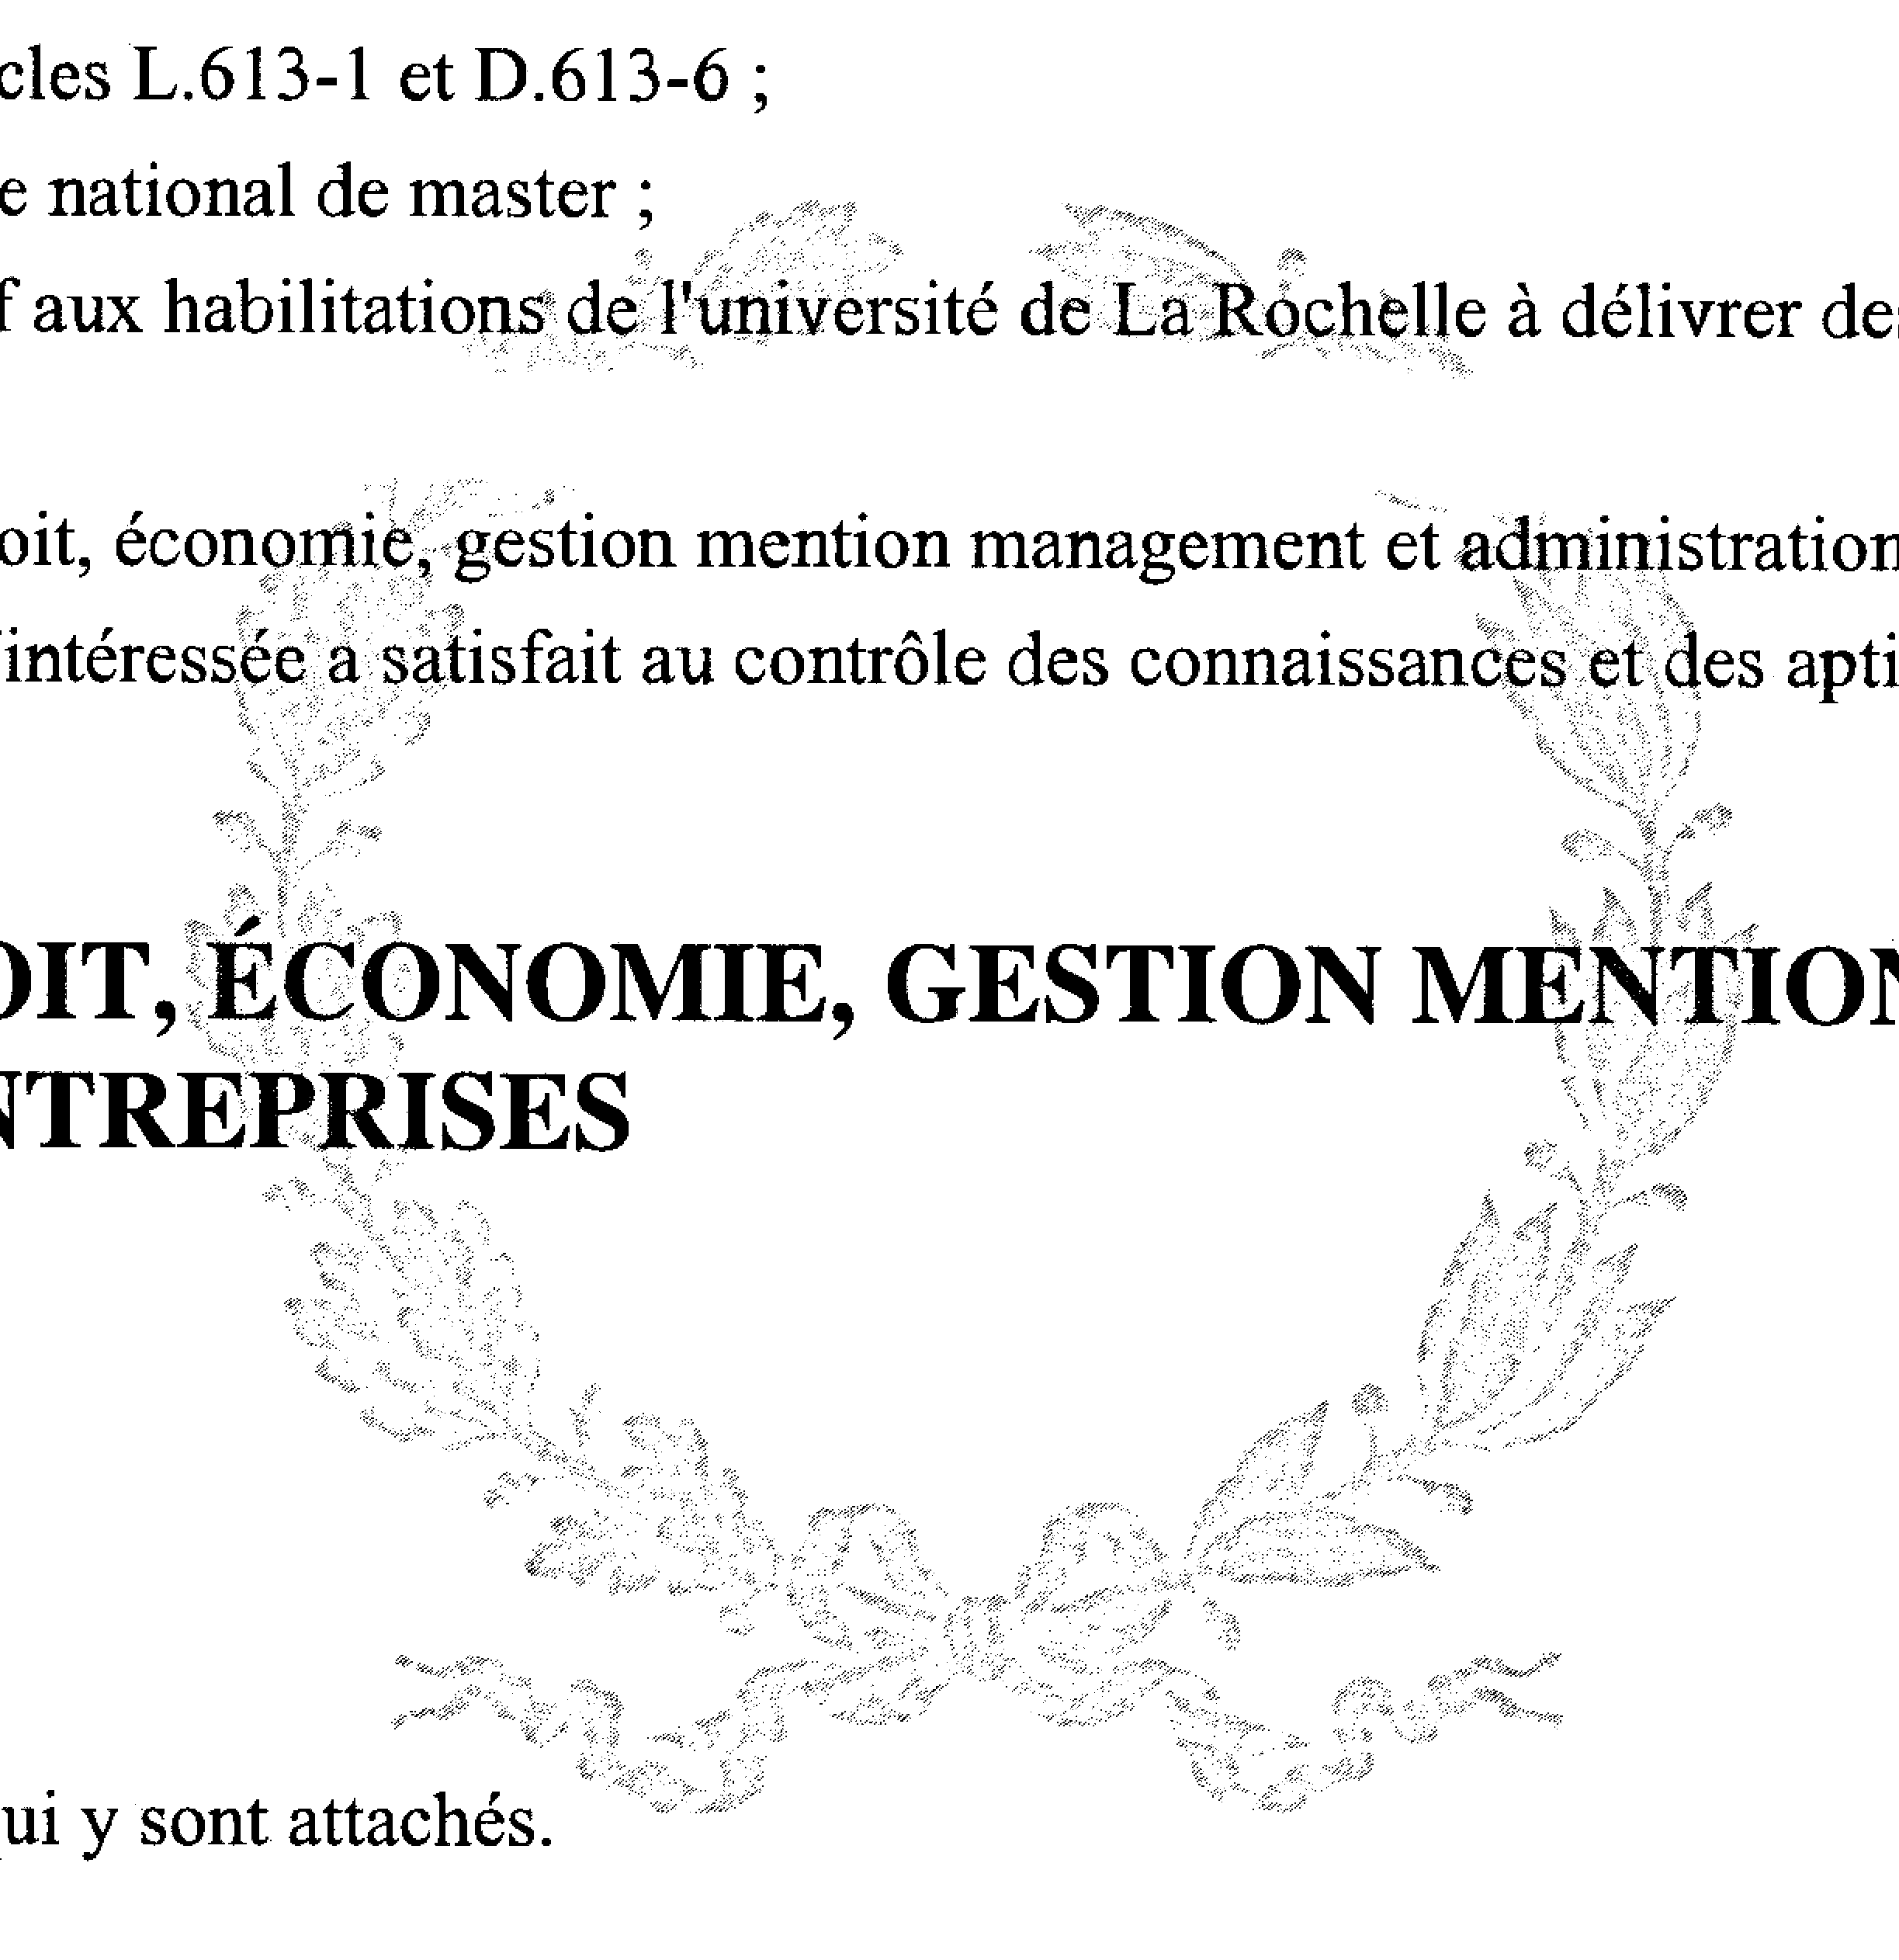 cles L.613-1 et D.613-6 ;
e national de master ;
f aux habilitations de l'université de La Rochelle à délivrer des
oit, économie, gestion mention management et administration
intéressée a satisfait au contrôle des connaissances et des apti
OIT, ÉCONOMIE, GESTION MENTION
NTREPRISES
ui y sont attachés.